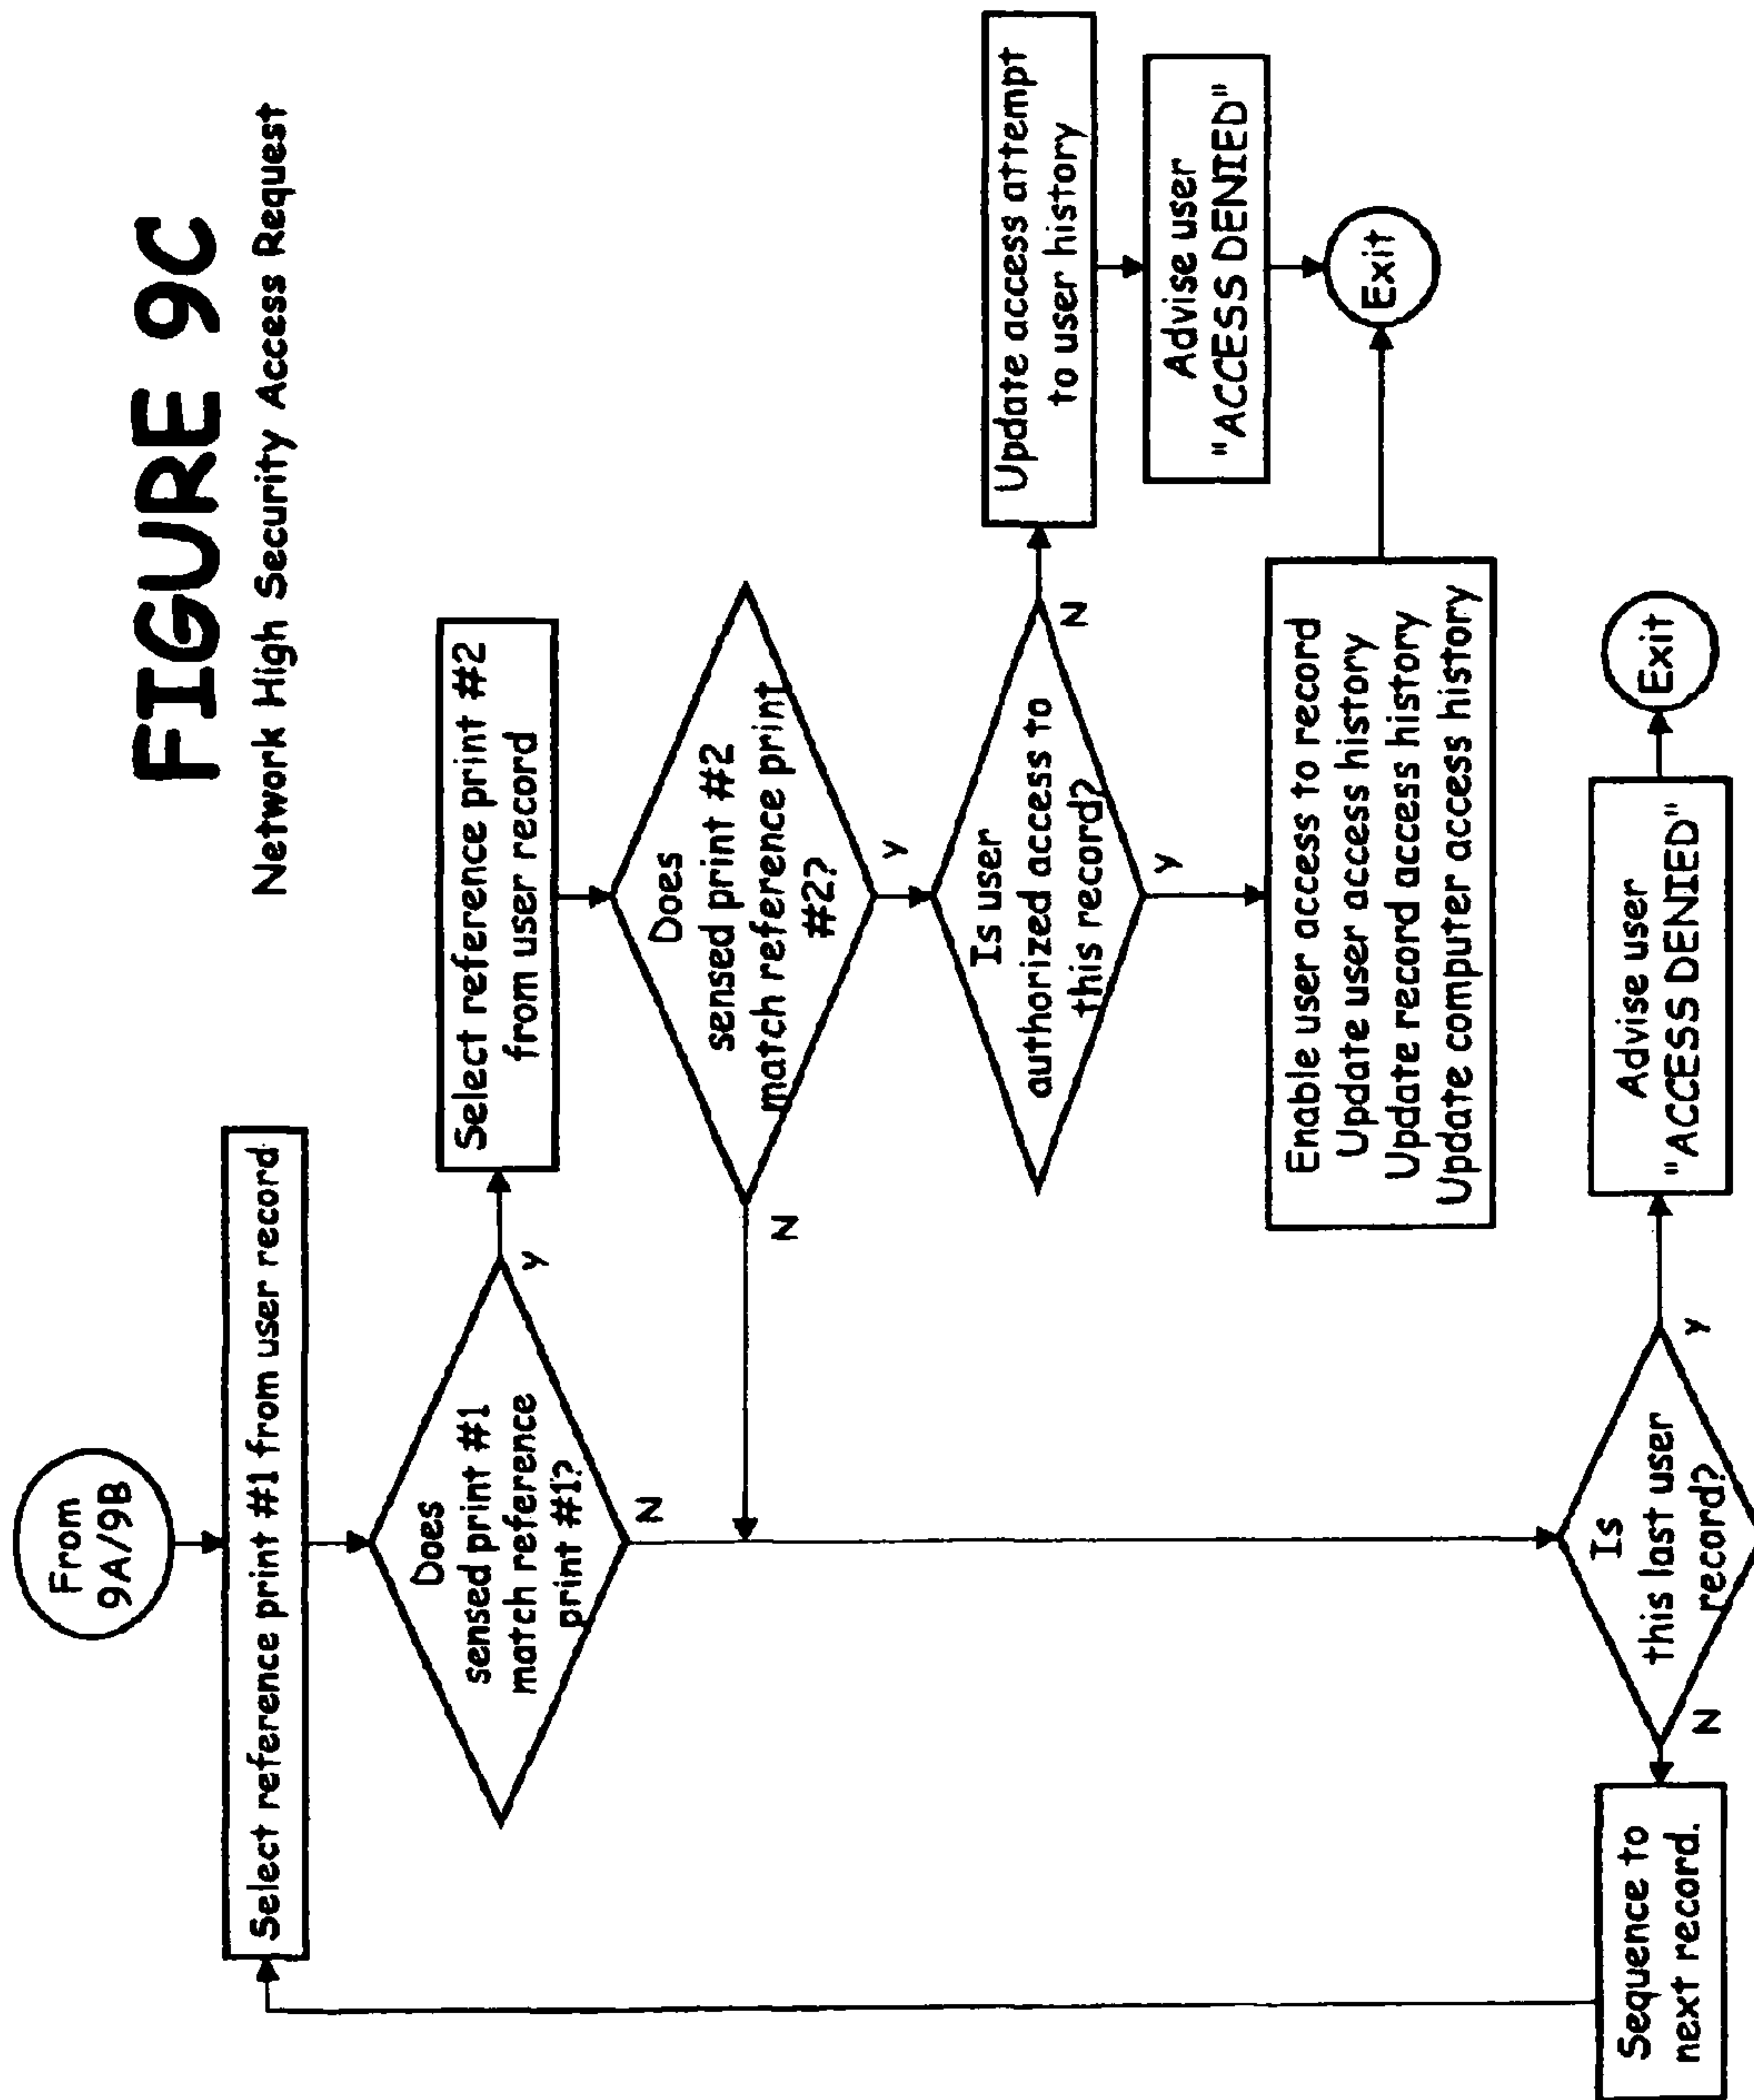 FIGURE 9C
Network High Security Access Request
From
9A/9B
Select reference print #1 from user record
Does
sensed print #1
match reference
print #1?
Y
N
Select reference print #2
from user record
Does
sensed print #2
match reference print
#2?
N
Y
Is user
authorized access to
this record?
N
Y
Update access attempt
to user history
Advise user
"ACCESS DENIED"
Exit
Enable user access to record
Update user access history
Update record access history
Update computer access history
Is
this last user
record?
N
Y
Sequence to
next record.
Advise user
"ACCESS DENIED"
Exit